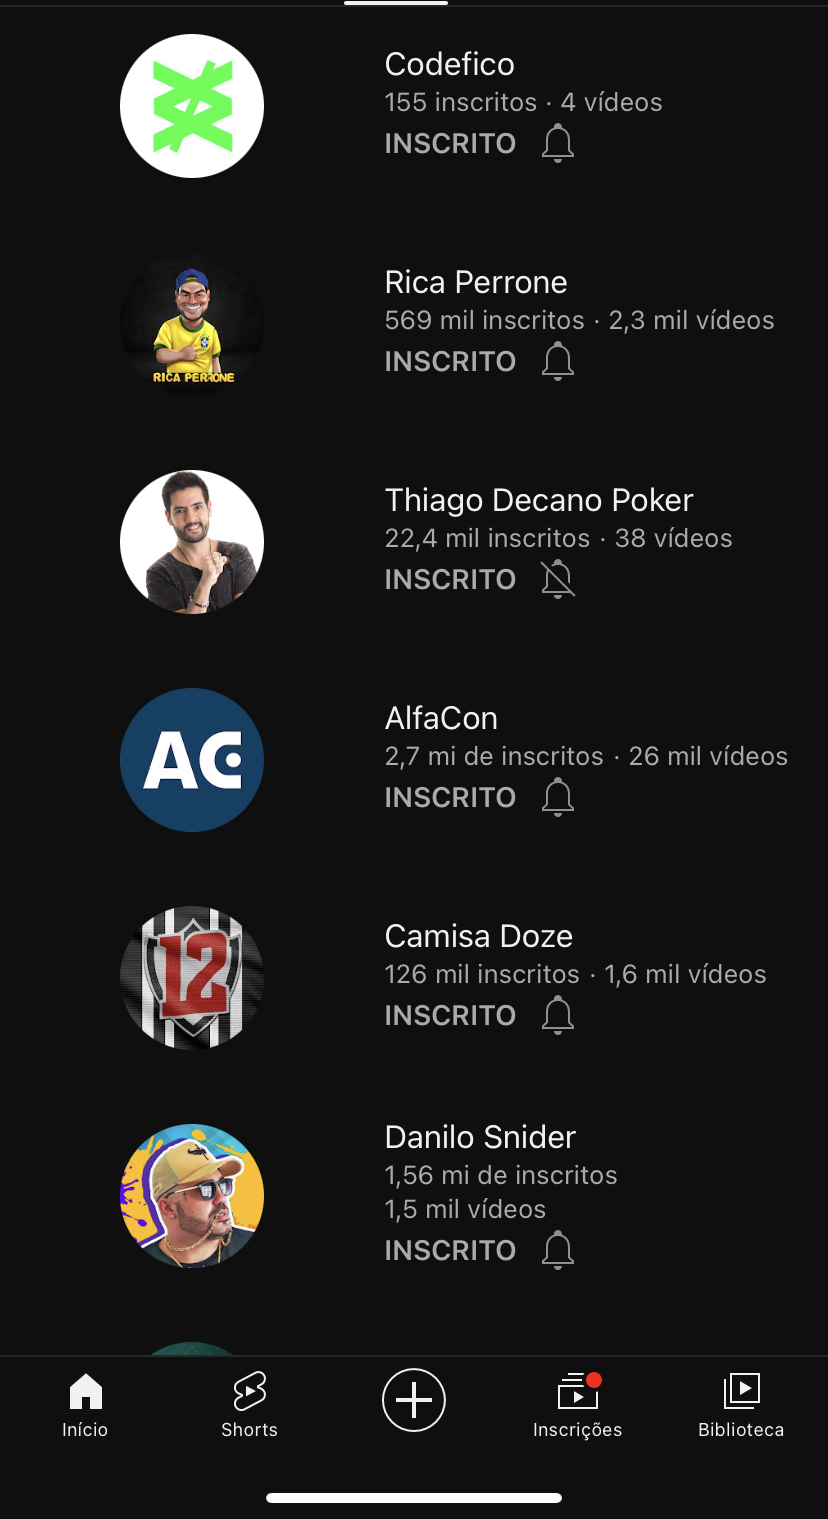 Codefico
155 inscritos · 4 vídeos
INSCRITO
RICA PERRONE
Rica Perrone
569 mil inscritos · 2,3 mil vídeos
INSCRITO
Thiago Decano Poker
22,4 mil inscritos · 38 vídeos
INSCRITO
AC
AlfaCon
2,7 mi de inscritos · 26 mil vídeos
INSCRITO
12
Camisa Doze
126 mil inscritos · 1,6 mil vídeos
INSCRITO
Danilo Snider
1,56 mi de inscritos
1,5 mil vídeos
INSCRITO
Início
Shorts
Inscrições
Biblioteca